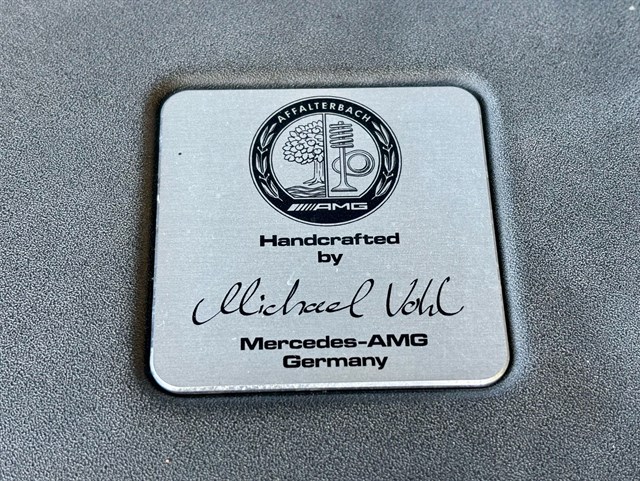 AFFALTERBACH
AMG
Handcrafted
by
Michael Vohl
Mercedes-AMG
Germany